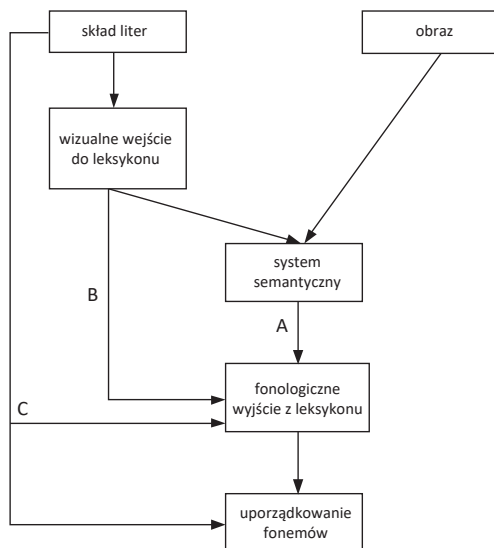 skład liter
obraz
wizualne wejście
do leksykonu
system
semantyczny
B
A
fonologiczne
wyjście z leksykonu
C
uporządkowanie
fonemów